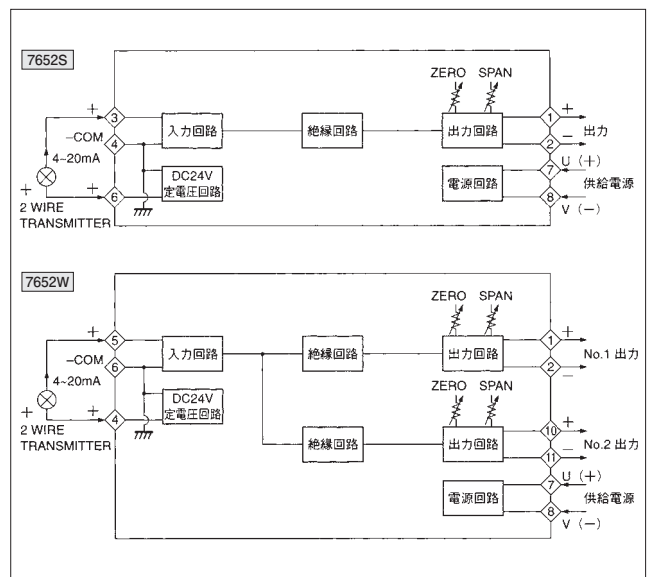 7652S
ZERO SPAN
+ 3 入力回路 絶縁回路 出力回路 1 +
出力
-COM 4 2 −
4~20mA
DC24V
定電圧回路
電源回路
7 U (+)
供給電源
+ 6
8 V (−)
+
2 WIRE
TRANSMITTER
7652W
ZERO SPAN
+ 5 入力回路 絶縁回路 出力回路 1 +
No.1 出力
-COM 6 2 −
4~20mA
DC24V
定電圧回路
ZERO SPAN
+ 4
+
2 WIRE
TRANSMITTER
絶縁回路 出力回路 10 +
No.2 出力
11 −
電源回路
7 U (+)
供給電源
8 V (−)